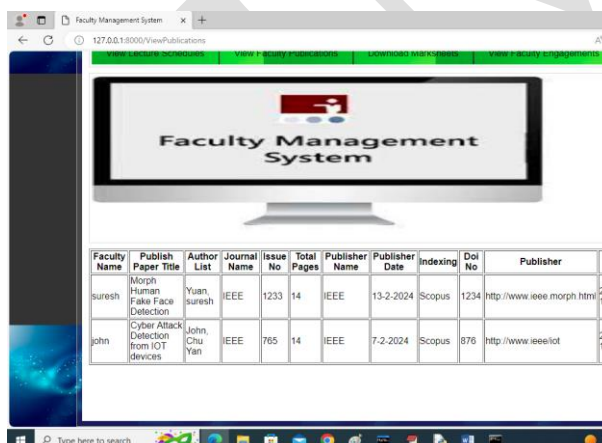 Faculty Management System
127.0.0.1:8000/ViewPublications
View Lecture Schedules View Faculty Publications Download Marksheets View Faculty Engagements
Faculty Management
System
Faculty Name Publish Paper Title Author List Journal Name Issue No Total Pages Publisher Name Publisher Date Indexing Doi No Publisher
suresh Morph Human Fake Face Detection Yuan, suresh IEEE 1233 14 IEEE 13-2-2024 Scopus 1234 http://www.ieee.morph.html
john Cyber Attack Detection from IOT devices John, Chu Yan IEEE 765 14 IEEE 7-2-2024 Scopus 876 http://www.ieee/iot
Type here to search